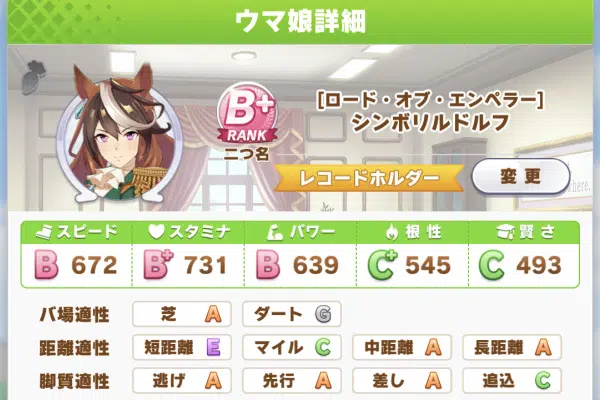 ウマ娘詳細
B+
RANK
二つ名
[ロード・オブ・エンペラー]
シンボリルドルフ
レコードホルダー
変更
スピード スタミナ パワー 根性 賢さ
B 672 B+ 731 B 639 C+ 545 C 493
バ場適性 芝 A ダート G
距離適性 短距離 E マイル C 中距離 A 長距離 A
脚質適性 逃げ A 先行 A 差し A 追込 C